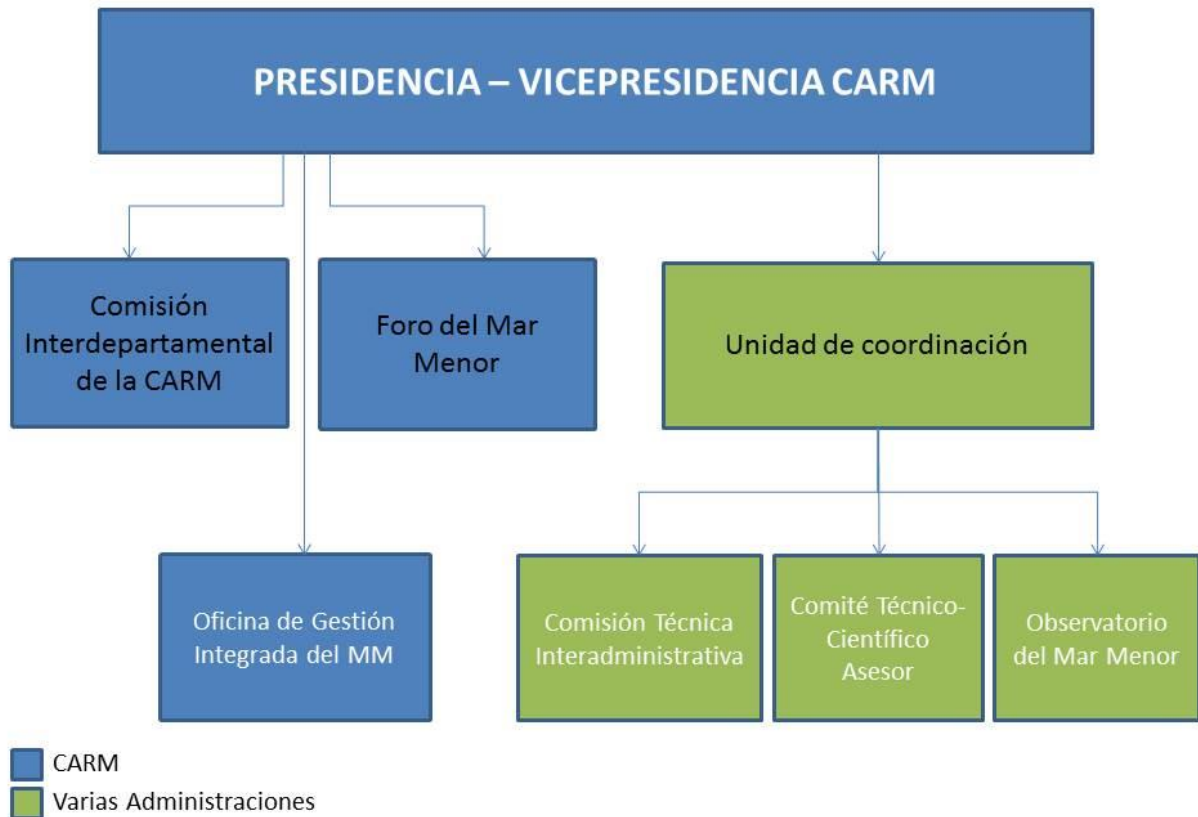 PRESIDENCIA – VICEPRESIDENCIA CARM
Comisión
Interdepartamental
de la CARM
Foro del Mar
Menor
Unidad de coordinación
Oficina de Gestión
Integrada del MM
Comisión Técnica
Interadministrativa
Comité Técnico-
Científico
Asesor
Observatorio
del Mar Menor
CARM
Varias Administraciones